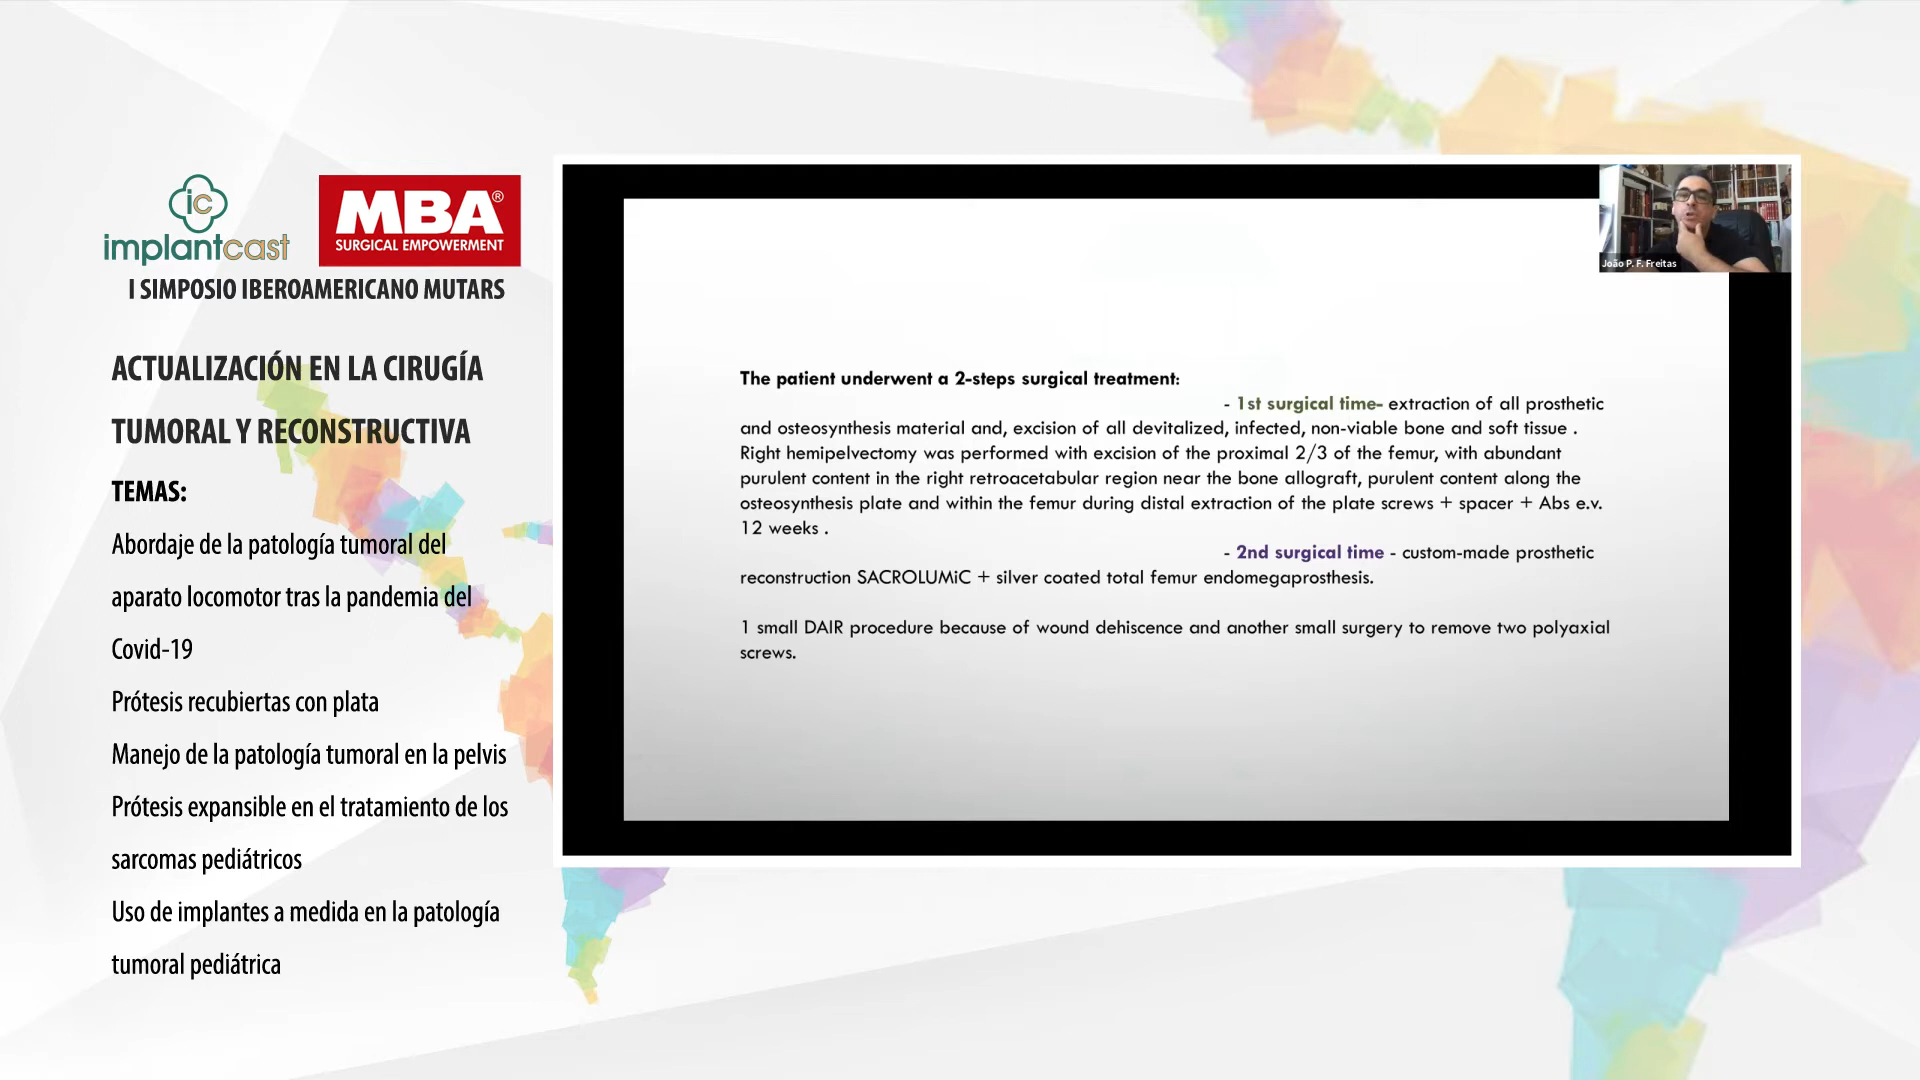 ic
implantcast
MBA®
SURGICAL EMPOWERMENT
I SIMPOSIO IBEROAMERICANO MUTARS
ACTUALIZACIÓN EN LA CIRUGÍA
TUMORAL Y RECONSTRUCTIVA
TEMAS:
Abordaje de la patología tumoral del
aparato locomotor tras la pandemia del
Covid-19
Prótesis recubiertas con plata
Manejo de la patología tumoral en la pelvis
Prótesis expansible en el tratamiento de los
sarcomas pediátricos
Uso de implantes a medida en la patología
tumoral pediátrica
João P. F. Freitas
The patient underwent a 2-steps surgical treatment:
- 1st surgical time- extraction of all prosthetic
and osteosynthesis material and, excision of all devitalized, infected, non-viable bone and soft tissue .
Right hemipelvectomy was performed with excision of the proximal 2/3 of the femur, with abundant
purulent content in the right retroacetabular region near the bone allograft, purulent content along the
osteosynthesis plate and within the femur during distal extraction of the plate screws + spacer + Abs e.v.
12 weeks .
- 2nd surgical time - custom-made prosthetic
reconstruction SACROLUMiC + silver coated total femur endomegaprosthesis.
1 small DAIR procedure because of wound dehiscence and another small surgery to remove two polyaxial
screws.